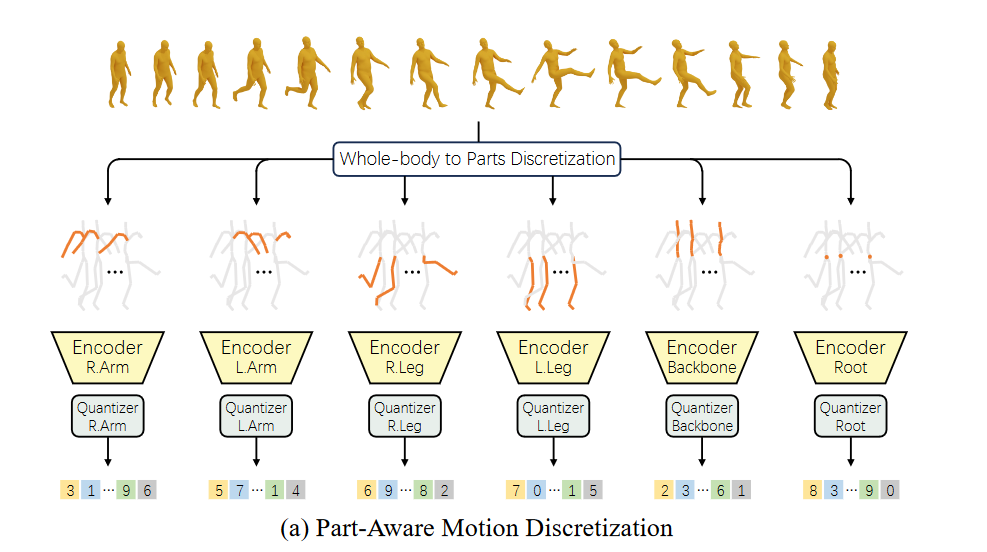 Whole-body to Parts Discretization
... ... ... ... ... ...
Encoder Encoder Encoder Encoder Encoder Encoder
R.Arm L.Arm R.Leg L.Leg Backbone Root
Quantizer Quantizer Quantizer Quantizer Quantizer Quantizer
R.Arm L.Arm R.Leg L.Leg Backbone Root
3 1 ... 9 6 5 7 ... 1 4 6 9 ... 8 2 7 0 ... 1 5 2 3 ... 6 1 8 3 ... 9 0
(a) Part-Aware Motion Discretization